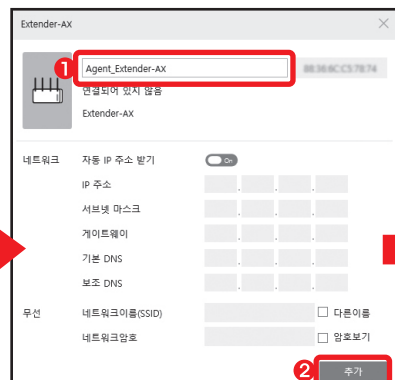 Extender-AX
1 Agent_Extender-AX
연결되어 있지 않음
Extender-AX
네트워크 자동 IP 주소 받기 On
IP 주소
서브넷 마스크
게이트웨이
기본 DNS
보조 DNS
무선 네트워크이름(SSID) 다른이름
네트워크암호 암호보기
2 추가